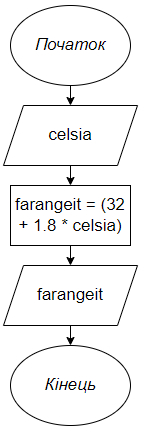 Початок
celsia
farangeit = (32
+ 1.8 * celsia)
farangeit
Кінець